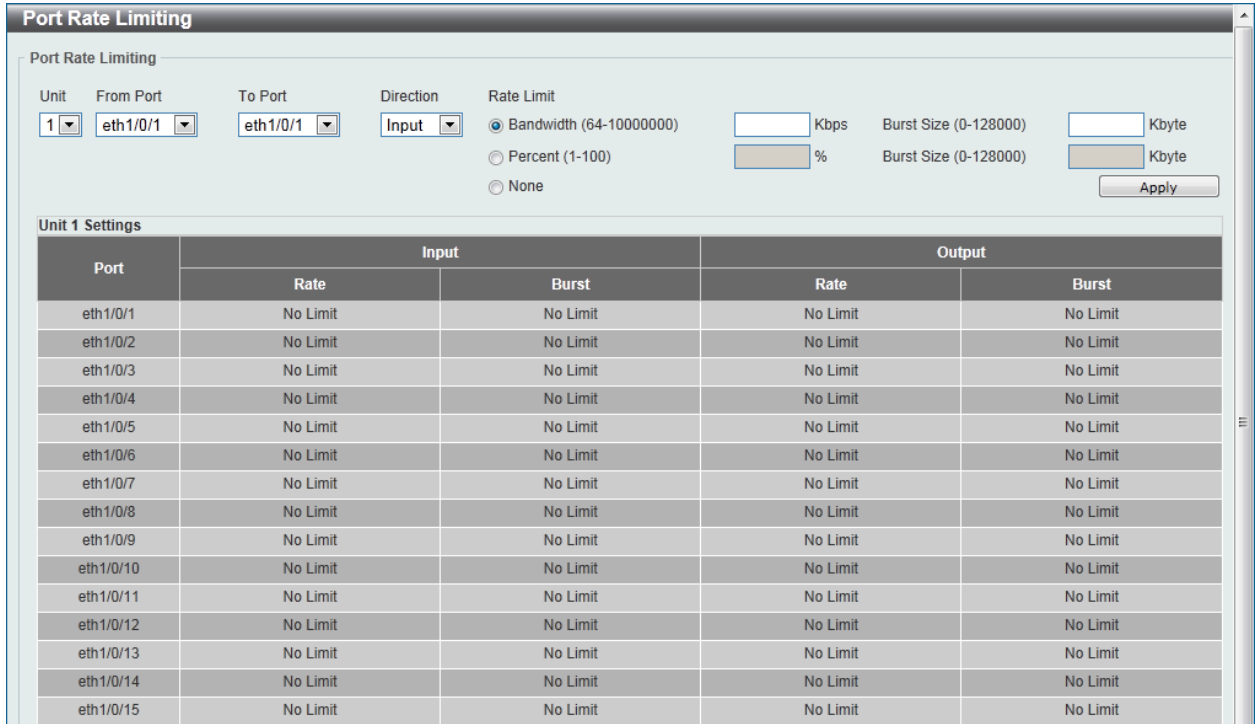 Port Rate Limiting
Port Rate Limiting
Unit From Port To Port Direction Rate Limit
1 eth1/0/1 eth1/0/1 Input Bandwidth (64-10000000) Kbps Burst Size (0-128000) Kbyte
Percent (1-100) % Burst Size (0-128000) Kbyte
None Apply
Unit 1 Settings
Port Input Output
Rate Burst Rate Burst
eth1/0/1 No Limit No Limit No Limit No Limit
eth1/0/2 No Limit No Limit No Limit No Limit
eth1/0/3 No Limit No Limit No Limit No Limit
eth1/0/4 No Limit No Limit No Limit No Limit
eth1/0/5 No Limit No Limit No Limit No Limit
eth1/0/6 No Limit No Limit No Limit No Limit
eth1/0/7 No Limit No Limit No Limit No Limit
eth1/0/8 No Limit No Limit No Limit No Limit
eth1/0/9 No Limit No Limit No Limit No Limit
eth1/0/10 No Limit No Limit No Limit No Limit
eth1/0/11 No Limit No Limit No Limit No Limit
eth1/0/12 No Limit No Limit No Limit No Limit
eth1/0/13 No Limit No Limit No Limit No Limit
eth1/0/14 No Limit No Limit No Limit No Limit
eth1/0/15 No Limit No Limit No Limit No Limit